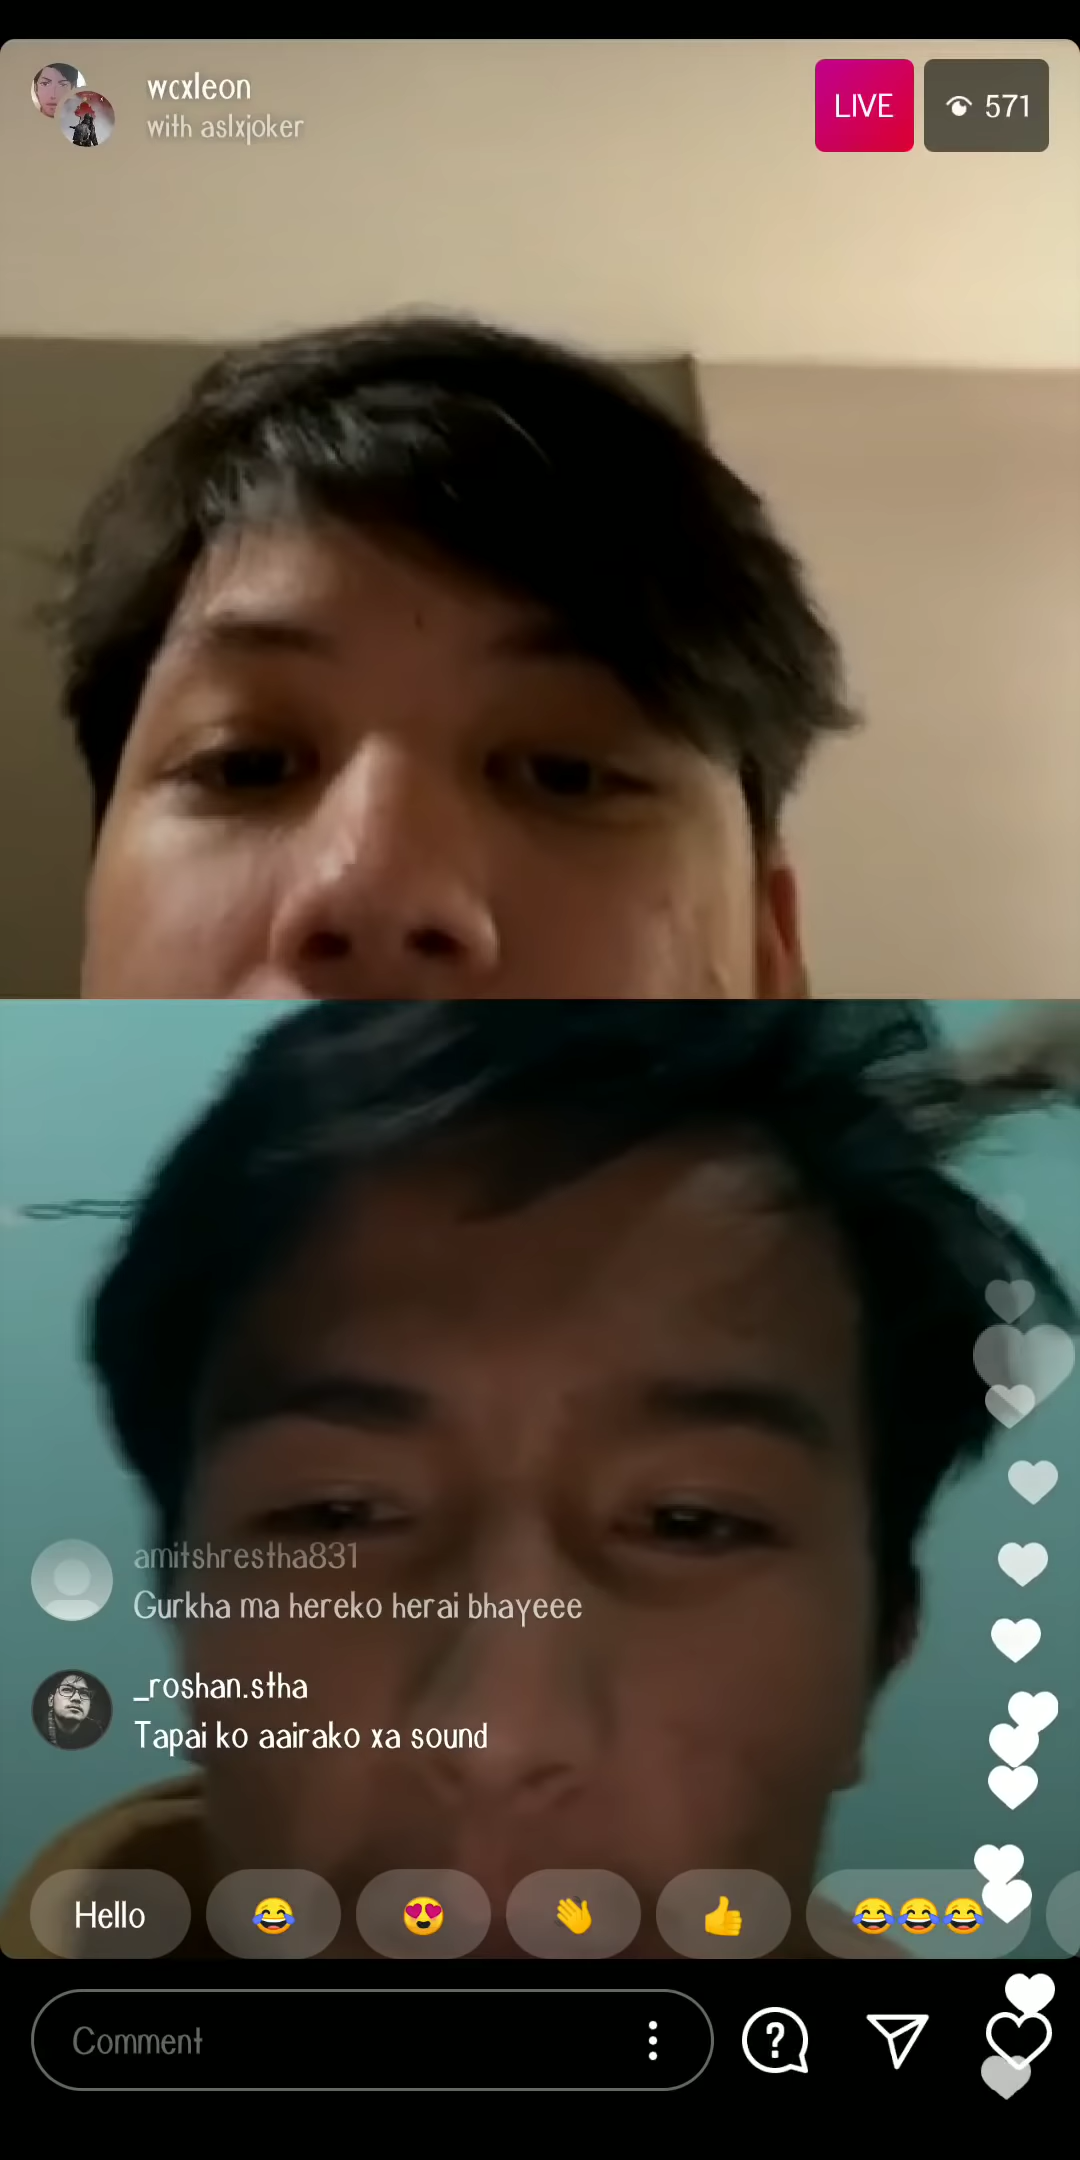 wcxleon
with aslxjoker
LIVE
571
amitshrestha831
Gurkha ma hereko herai bhayeee
_roshan.stha
Tapai ko aairako xa sound
Hello
Comment